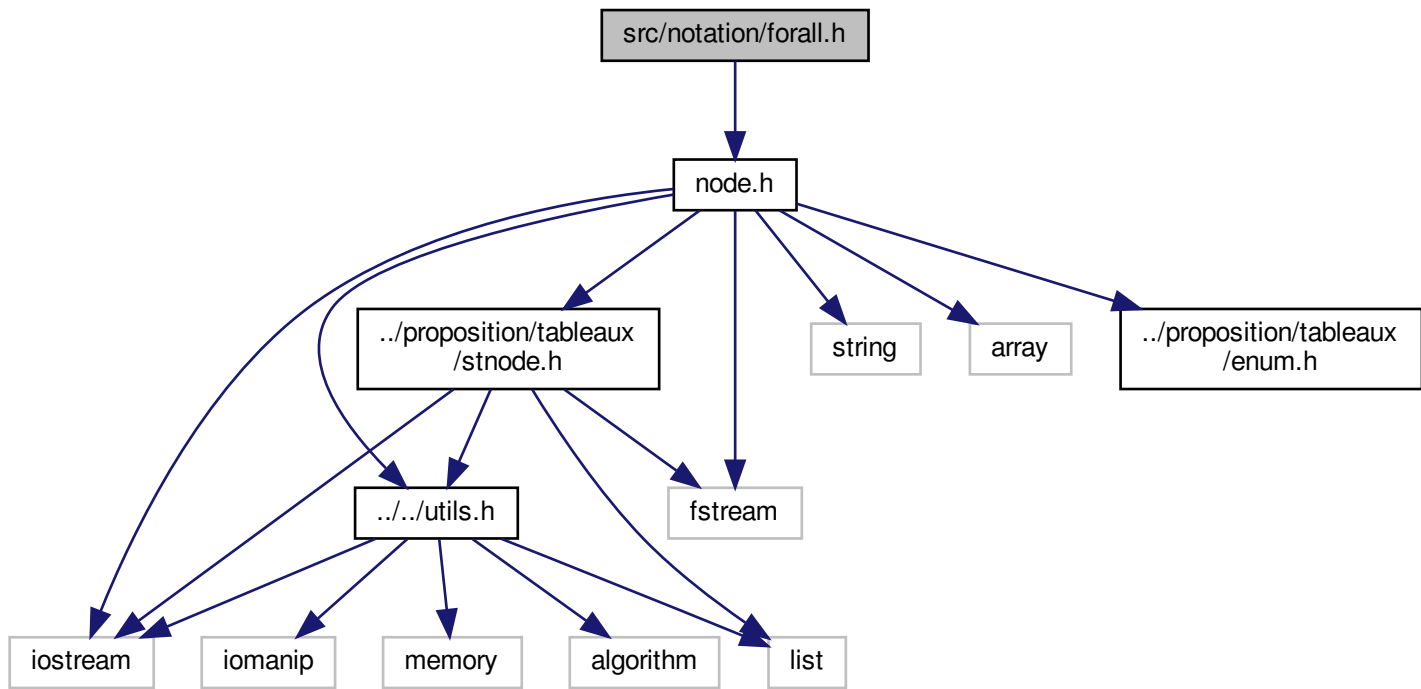 src/notation/forall.h
node.h
../proposition/tableaux
/stnode.h
string
array
../proposition/tableaux
/enum.h
../../utils.h
fstream
iostream
iomanip
memory
algorithm
list